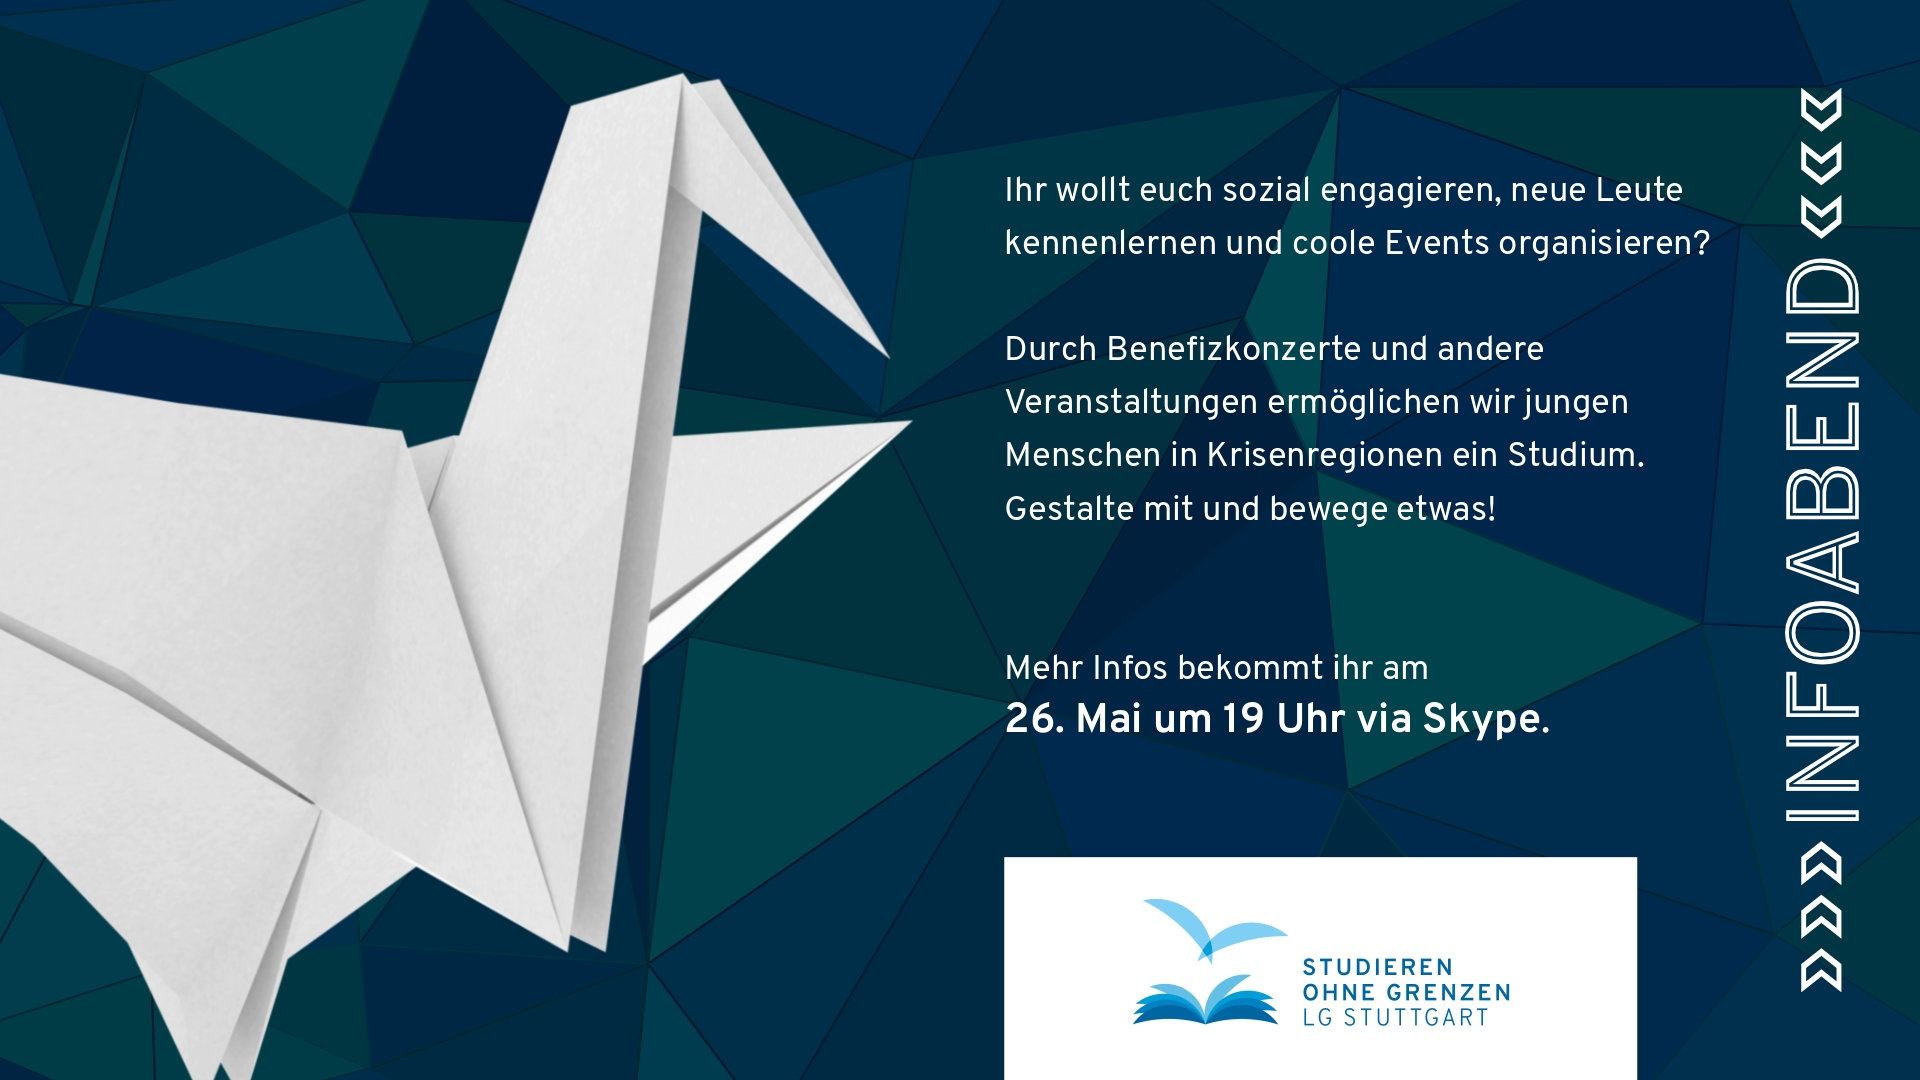 Ihr wollt euch sozial engagieren, neue Leute
kennenlernen und coole Events organisieren?
Durch Benefizkonzerte und andere
Veranstaltungen ermöglichen wir jungen
Menschen in Krisenregionen ein Studium.
Gestalte mit und bewege etwas!
Mehr Infos bekommt ihr am
26. Mai um 19 Uhr via Skype.
INFOABEND
STUDIEREN
OHNE GRENZEN
LG STUTTGART